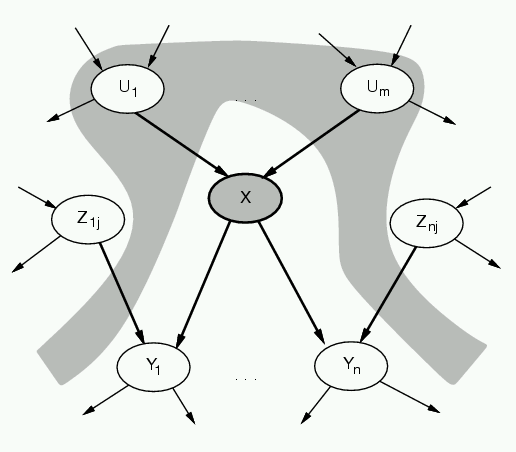 U1 . . . Um
X
Z1j Znj
Y1 . . . Yn